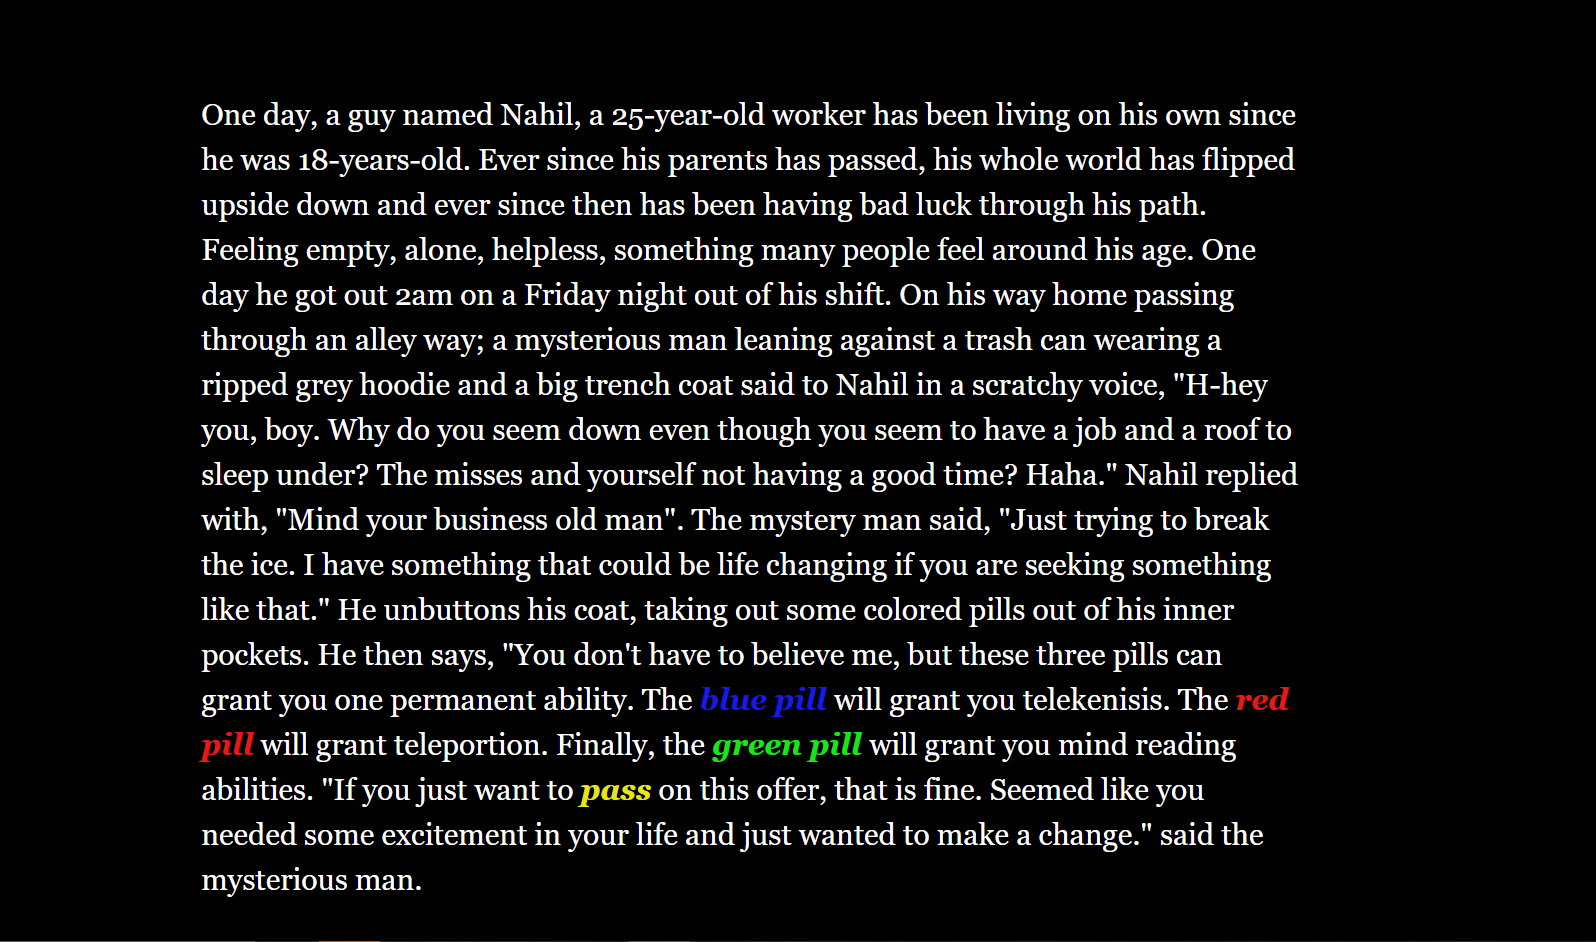 One day, a guy named Nahil, a 25-year-old worker has been living on his own since
he was 18-years-old. Ever since his parents has passed, his whole world has flipped
upside down and ever since then has been having bad luck through his path.
Feeling empty, alone, helpless, something many people feel around his age. One
day he got out 2am on a Friday night out of his shift. On his way home passing
through an alley way; a mysterious man leaning against a trash can wearing a
ripped grey hoodie and a big trench coat said to Nahil in a scratchy voice, "H-hey
you, boy. Why do you seem down even though you seem to have a job and a roof to
sleep under? The misses and yourself not having a good time? Haha." Nahil replied
with, "Mind your business old man". The mystery man said, "Just trying to break
the ice. I have something that could be life changing if you are seeking something
like that." He unbuttons his coat, taking out some colored pills out of his inner
pockets. He then says, "You don't have to believe me, but these three pills can
grant you one permanent ability. The blue pill will grant you telekenisis. The red
pill will grant teleportion. Finally, the green pill will grant you mind reading
abilities. "If you just want to pass on this offer, that is fine. Seemed like you
needed some excitement in your life and just wanted to make a change." said the
mysterious man.